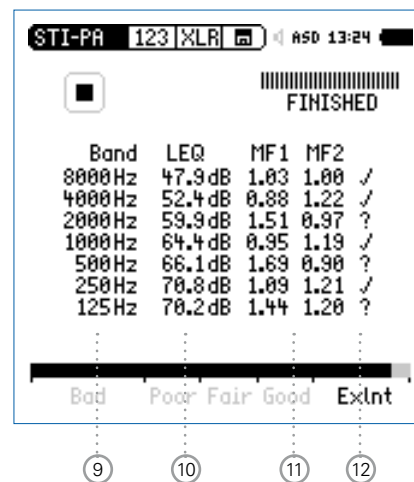 STI-PA 123 XLR ASD 13:24
FINISHED
Band LEQ MF1 MF2
8000Hz 47.9dB 1.03 1.00 ✓
4000Hz 52.4dB 0.88 1.22 ✓
2000Hz 59.9dB 1.51 0.97 ?
1000Hz 64.4dB 0.95 1.19 ✓
500Hz 66.1dB 1.69 0.90 ?
250Hz 70.8dB 1.09 1.21 ✓
125Hz 70.2dB 1.44 1.20 ?
Bad Poor Fair Good Exlnt
9 10 11 12